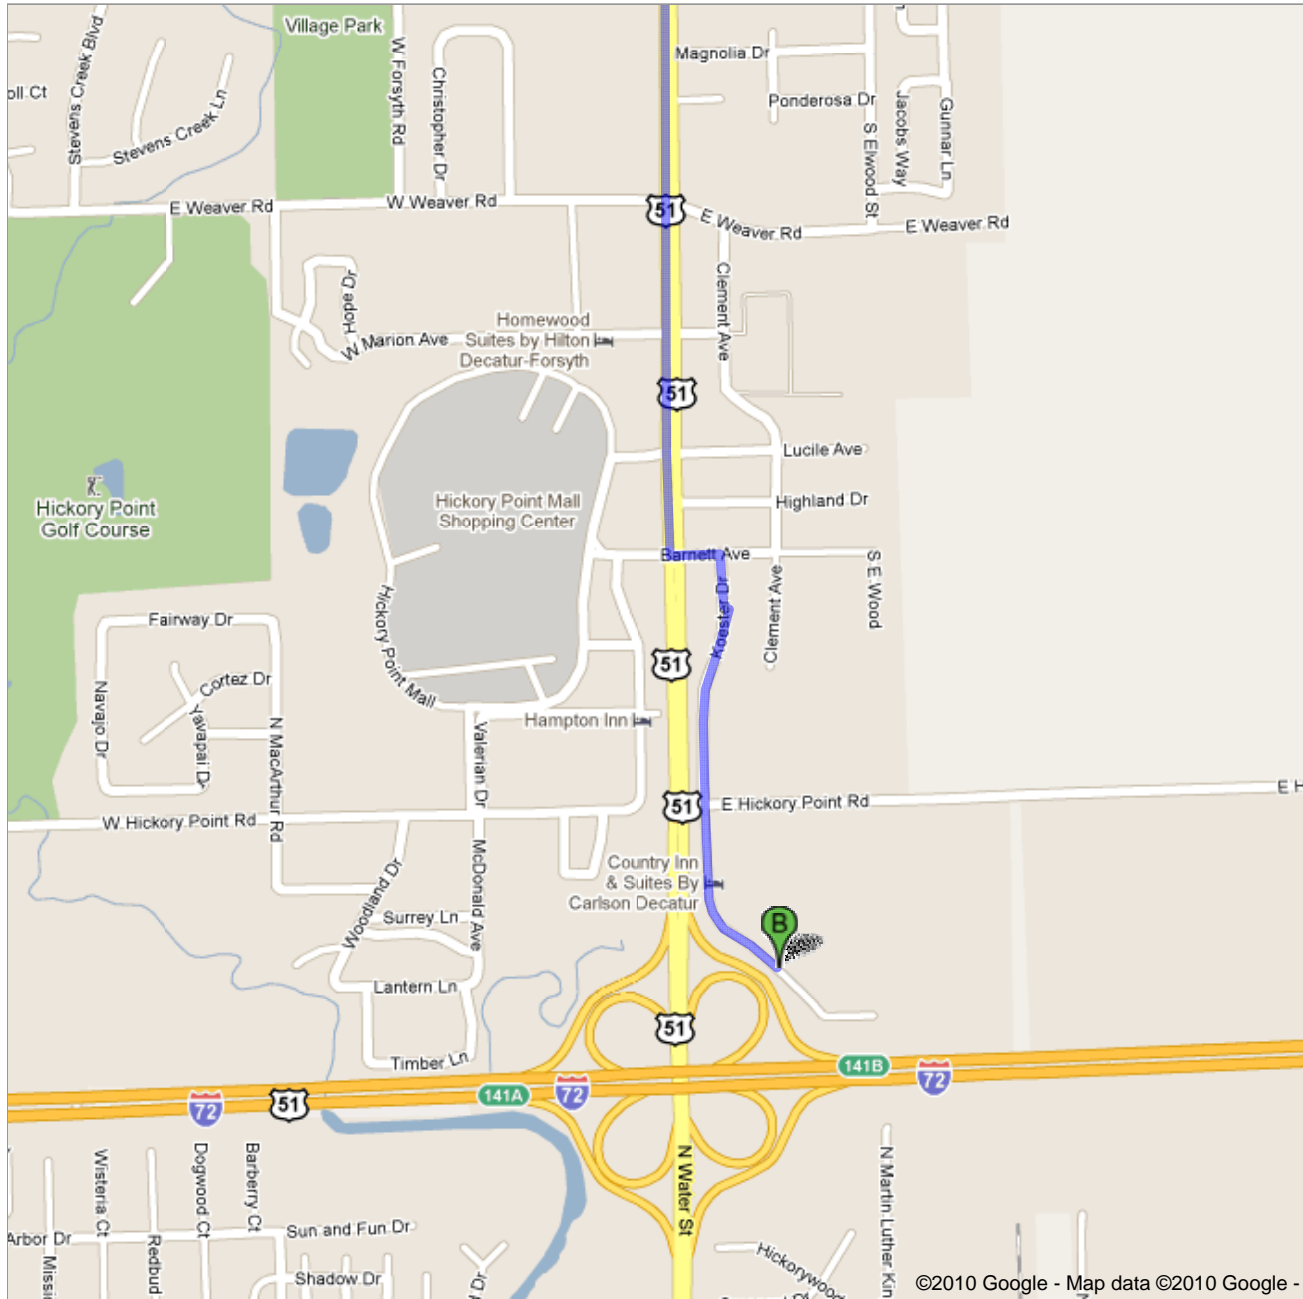 Village Park
Magnolia Dr
Stevens Creek Blvd
W Forsyth Rd
Christopher Dr
oll Ct
Ponderosa Dr
Jacobs Way
Gunnar Ln
Stevens Creek Ln
S Elwood St
E Weaver Rd
W Weaver Rd
51
E Weaver Rd
E Weaver Rd
Hope Dr
Clement Ave
Homewood
Suites by Hilton
Decatur-Forsyth
W Marion Ave
51
Lucile Ave
Hickory Point
Golf Course
Hickory Point Mall
Shopping Center
Highland Dr
Barnett Ave
S E Wood
Koester Dr
Clement Ave
Hickory Point Mall
Fairway Dr
51
Cortez Dr
Navajo Dr
Yavapai Dr
N MacArthur Rd
Hampton Inn
Valerian Dr
E H
51
E Hickory Point Rd
W Hickory Point Rd
McDonald Ave
Woodland Dr
Country Inn
& Suites By
Carlson Decatur
B
Surrey Ln
Lantern Ln
51
Timber Ln
141B
141A
72
72
72
51
Wisteria Ct
Dogwood Ct
Barberry Ct
N Water St
N Martin Luther Kin
Arbor Dr
Sun and Fun Dr
Missi
Redbud
Shadow Dr
d Dr
Hickorywoo
N
©2010 Google - Map data ©2010 Google -